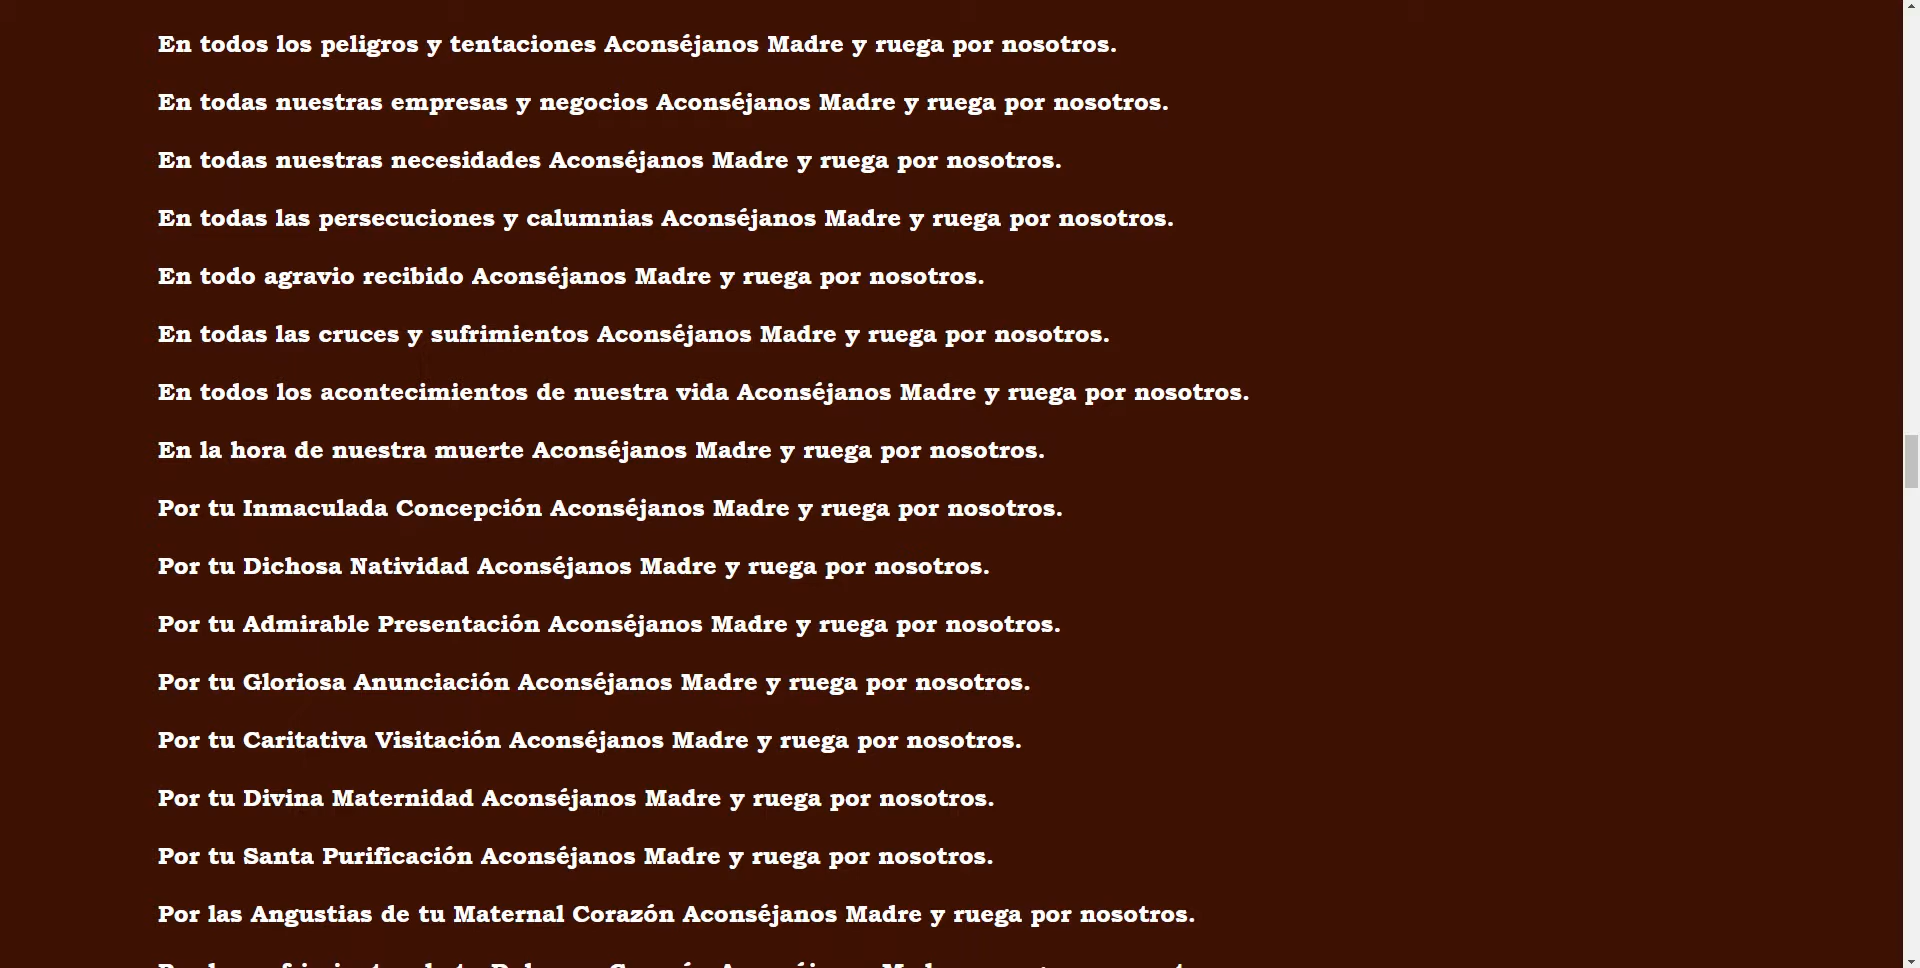 En todos los peligros y tentaciones Aconséjanos Madre y ruega por nosotros.
En todas nuestras empresas y negocios Aconséjanos Madre y ruega por nosotros.
En todas nuestras necesidades Aconséjanos Madre y ruega por nosotros.
En todas las persecuciones y calumnias Aconséjanos Madre y ruega por nosotros.
En todo agravio recibido Aconséjanos Madre y ruega por nosotros.
En todas las cruces y sufrimientos Aconséjanos Madre y ruega por nosotros.
En todos los acontecimientos de nuestra vida Aconséjanos Madre y ruega por nosotros.
En la hora de nuestra muerte Aconséjanos Madre y ruega por nosotros.
Por tu Inmaculada Concepción Aconséjanos Madre y ruega por nosotros.
Por tu Dichosa Natividad Aconséjanos Madre y ruega por nosotros.
Por tu Admirable Presentación Aconséjanos Madre y ruega por nosotros.
Por tu Gloriosa Anunciación Aconséjanos Madre y ruega por nosotros.
Por tu Caritativa Visitación Aconséjanos Madre y ruega por nosotros.
Por tu Divina Maternidad Aconséjanos Madre y ruega por nosotros.
Por tu Santa Purificación Aconséjanos Madre y ruega por nosotros.
Por las Angustias de tu Maternal Corazón Aconséjanos Madre y ruega por nosotros.